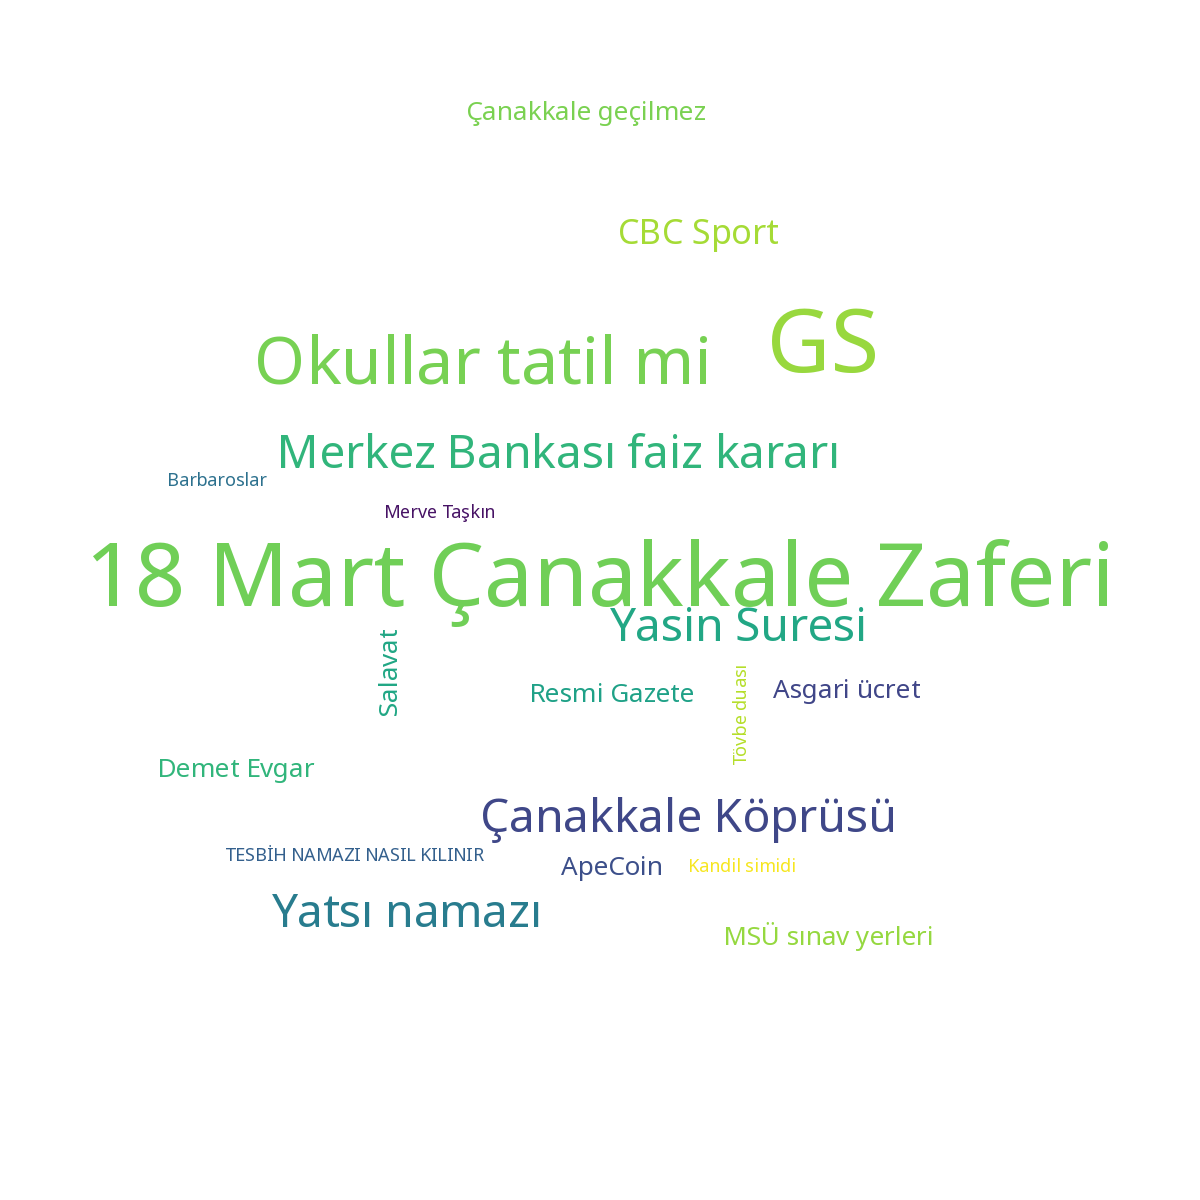 Çanakkale geçilmez
CBC Sport
GS
Okullar tatil mi
Merkez Bankası faiz kararı
Barbaroslar
Merve Taşkın
18 Mart Çanakkale Zaferi
Yasin Suresi
Salavat
Resmi Gazete
Tövbe duası
Asgari ücret
Demet Evgar
Çanakkale Köprüsü
TESBİH NAMAZI NASIL KILINIR
ApeCoin
Kandil simidi
Yatsı namazı
MSÜ sınav yerleri